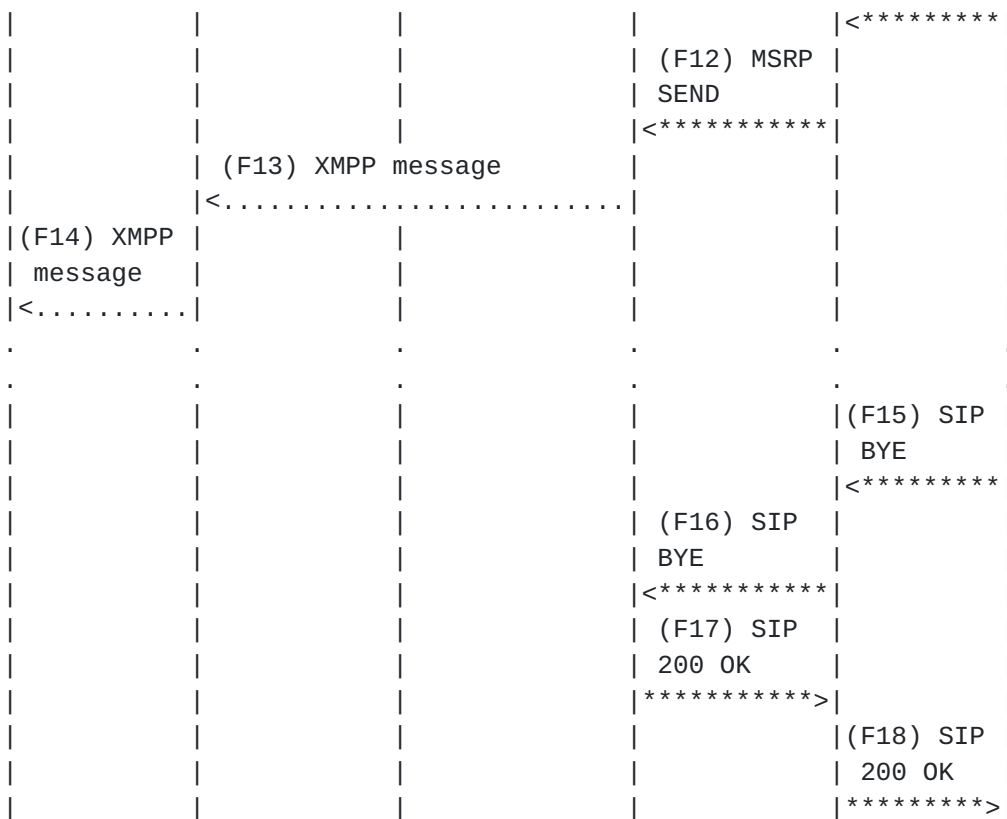 |            |             |              |            |<*********
|            |             |              | (F12) MSRP |
|            |             |              | SEND       |
|            |             |              |<***********|
|            | (F13) XMPP message         |            |
|            |<...........................|            |
|(F14) XMPP  |             |              |            |
| message    |             |              |            |
|<..........|             |              |            |
.            .             .              .            .          .
.            .             .              .            .          .
|            |             |              |            |(F15) SIP
|            |             |              |            | BYE
|            |             |              |            |<*********
|            |             |              | (F16) SIP  |
|            |             |              | BYE        |
|            |             |              |<***********|
|            |             |              | (F17) SIP  |
|            |             |              | 200 OK     |
|            |             |              |***********>|
|            |             |              |            |(F18) SIP
|            |             |              |            | 200 OK
|            |             |              |            |*********>